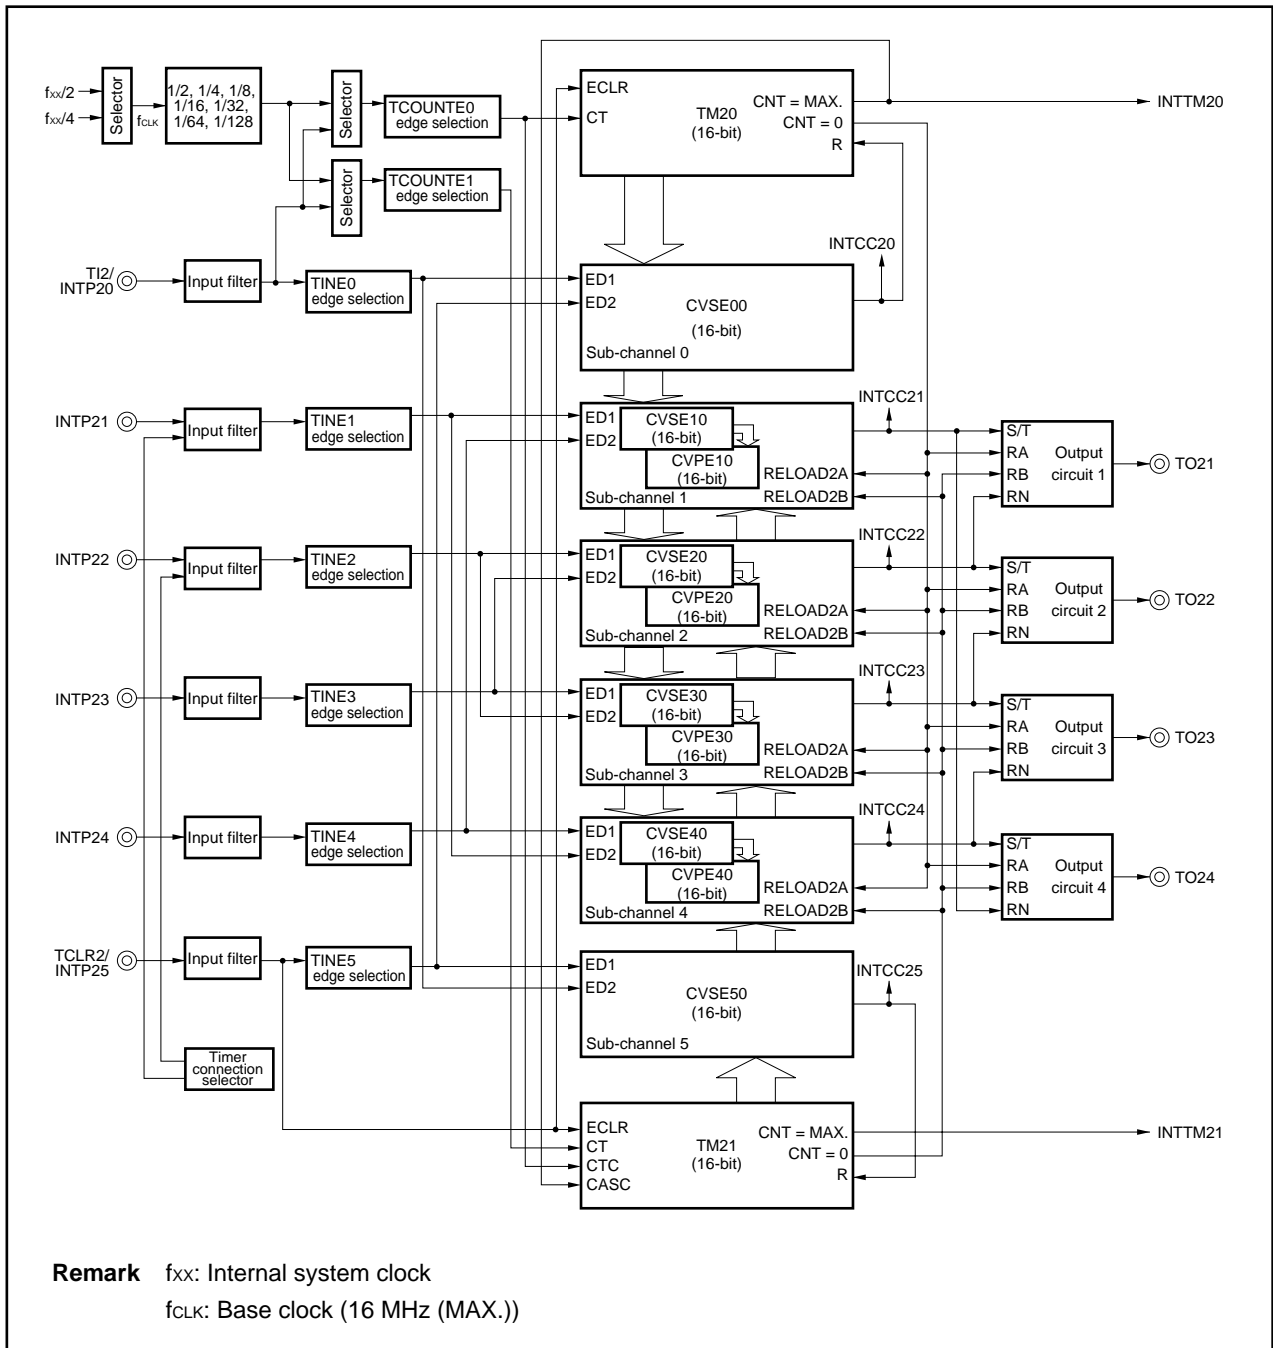 fxx/2
fxx/4
Selector
fCLK
1/2, 1/4, 1/8,
1/16, 1/32,
1/64, 1/128
Selector
TCOUNTE0
edge selection
Selector
TCOUNTE1
edge selection
ECLR
CT
TM20
(16-bit)
CNT = MAX.
CNT = 0
R
INTTM20
TI2/
INTP20
Input filter
TINE0
edge selection
ED1
ED2
CVSE00
(16-bit)
Sub-channel 0
INTCC20
INTP21
Input filter
TINE1
edge selection
ED1
ED2
CVSE10
(16-bit)
CVPE10
(16-bit)
Sub-channel 1
RELOAD2A
RELOAD2B
INTCC21
S/T
RA
RB
RN
Output
circuit 1
TO21
INTP22
Input filter
TINE2
edge selection
ED1
ED2
CVSE20
(16-bit)
CVPE20
(16-bit)
Sub-channel 2
RELOAD2A
RELOAD2B
INTCC22
S/T
RA
RB
RN
Output
circuit 2
TO22
INTP23
Input filter
TINE3
edge selection
ED1
ED2
CVSE30
(16-bit)
CVPE30
(16-bit)
Sub-channel 3
RELOAD2A
RELOAD2B
INTCC23
S/T
RA
RB
RN
Output
circuit 3
TO23
INTP24
Input filter
TINE4
edge selection
ED1
ED2
CVSE40
(16-bit)
CVPE40
(16-bit)
Sub-channel 4
RELOAD2A
RELOAD2B
INTCC24
S/T
RA
RB
RN
Output
circuit 4
TO24
TCLR2/
INTP25
Input filter
TINE5
edge selection
ED1
ED2
CVSE50
(16-bit)
Sub-channel 5
INTCC25
Timer
connection
selector
ECLR
CT
CTC
CASC
TM21
(16-bit)
CNT = MAX.
CNT = 0
R
INTTM21
Remark fxx: Internal system clock
fCLK: Base clock (16 MHz (MAX.))